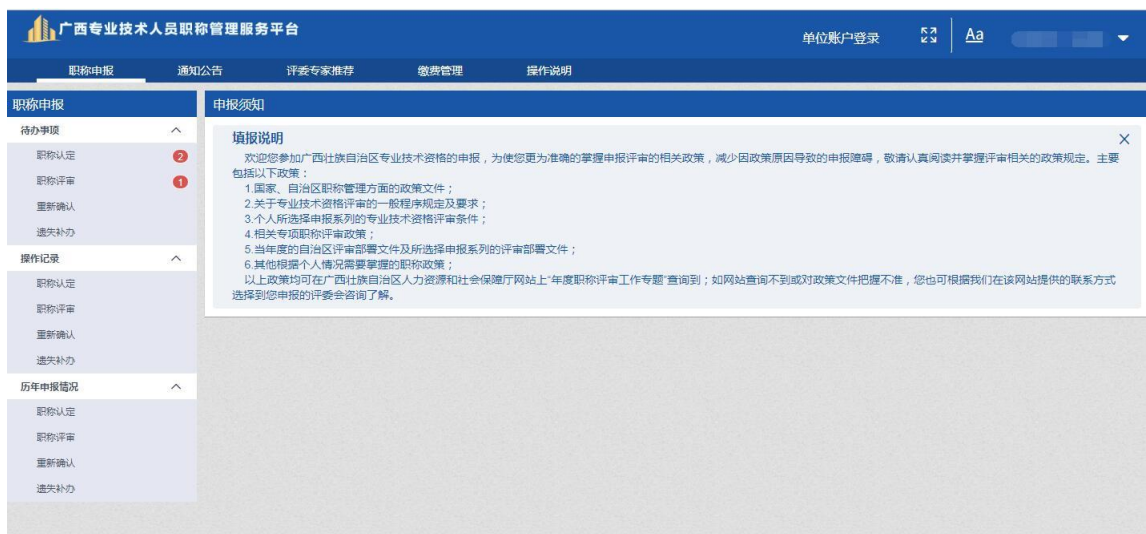 广西专业技术人员职称管理服务平台
单位账户登录
Aa
职称申报
通知公告
评委专家推荐
缴费管理
操作说明
职称申报
待办事项
职称认定
2
职称评审
1
重新确认
遗失补办
操作记录
职称认定
职称评审
重新确认
遗失补办
历年申报情况
职称认定
职称评审
重新确认
遗失补办
申报须知
填报说明
欢迎您参加广西壮族自治区专业技术资格的申报，为使您更为准确的掌握申报评审的相关政策，减少因政策原因导致的申报障碍，敬请认真阅读并掌握评审相关的政策规定。主要
包括以下政策：
1.国家、自治区职称管理方面的政策文件；
2.关于专业技术资格评审的一般程序规定及要求；
3.个人所选择申报系列的专业技术资格评审条件；
4.相关专项职称评审政策；
5.当年度的自治区评审部署文件及所选择申报系列的评审部署文件；
6.其他根据个人情况需要掌握的职称政策；
以上政策均可在广西壮族自治区人力资源和社会保障厅网站上“年度职称评审工作专题”查询到；如网站查询不到或对政策文件把握不准，您也可根据我们在该网站提供的联系方式
选择到您申报的评委会咨询了解。